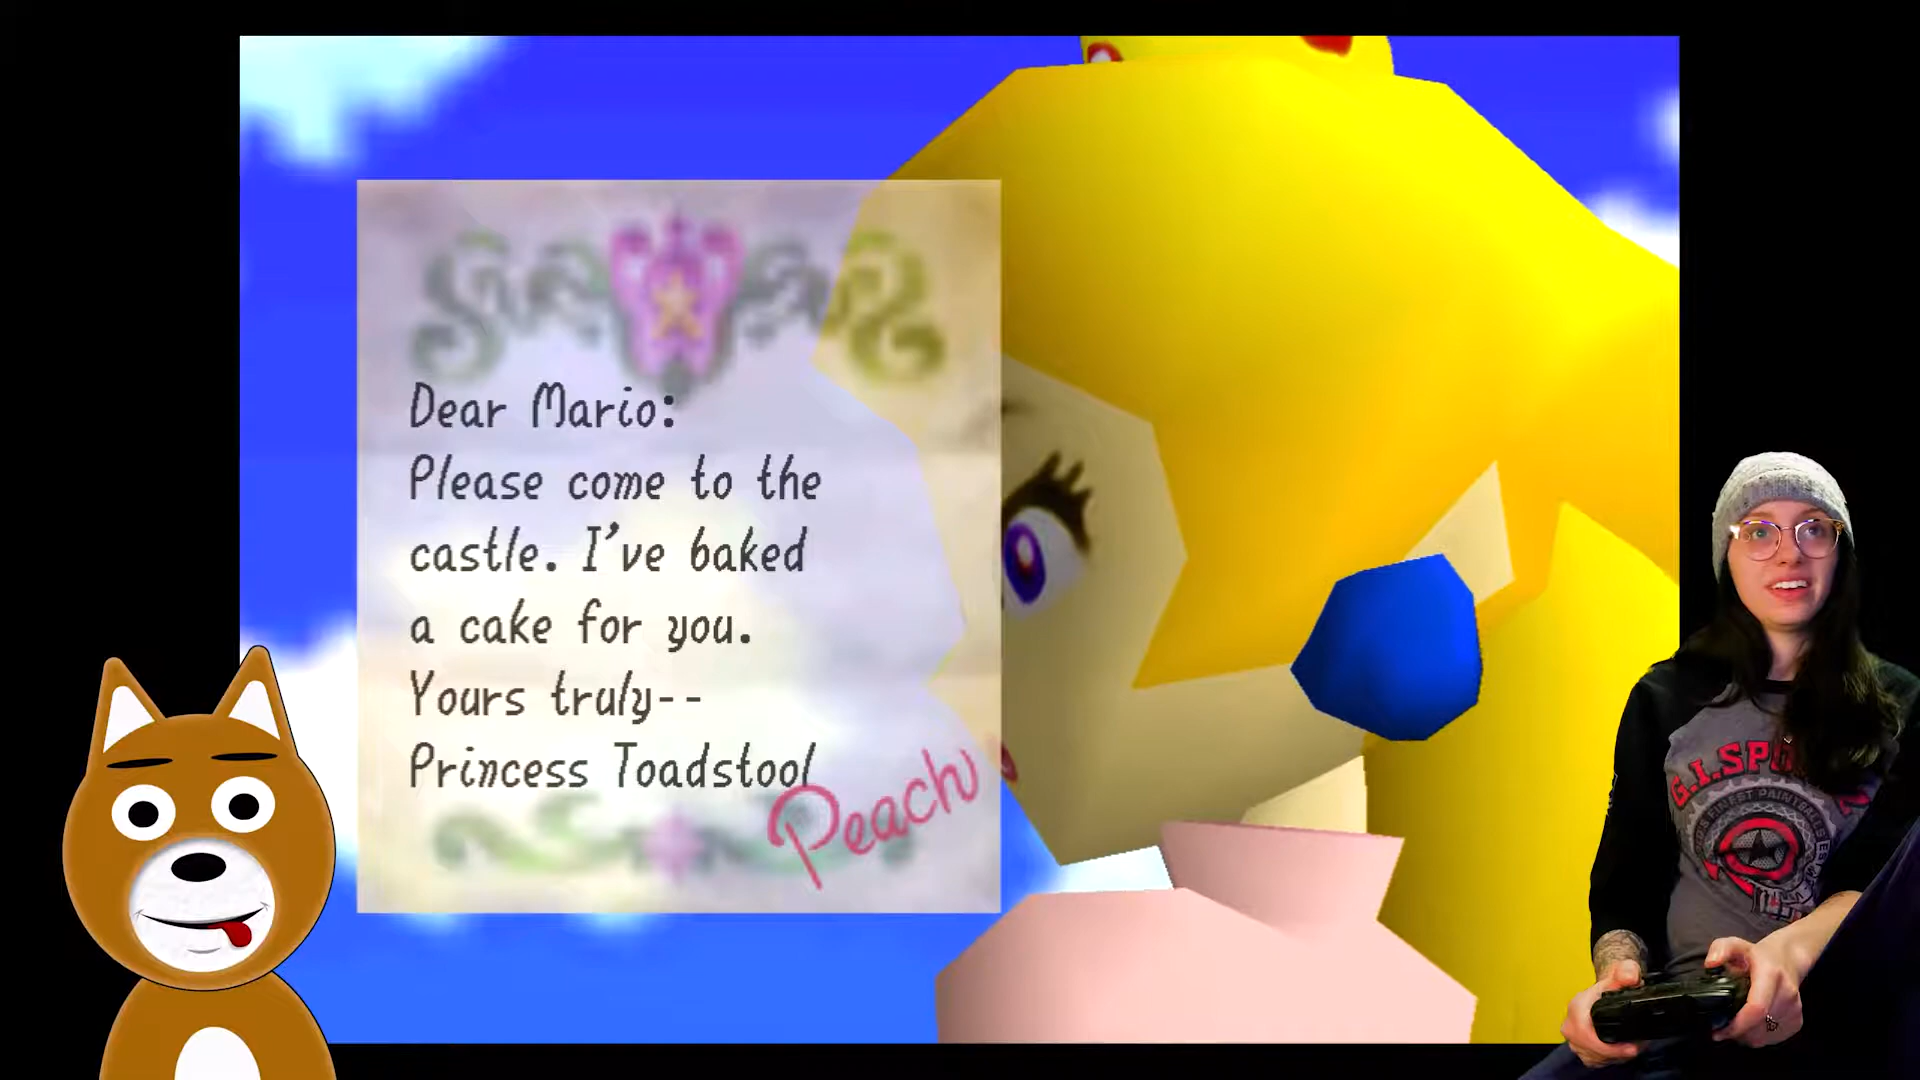 Dear Mario:
Please come to the
castle. I've baked
a cake for you.
Yours truly--
Princess Toadstool
Peach
G.I.SP